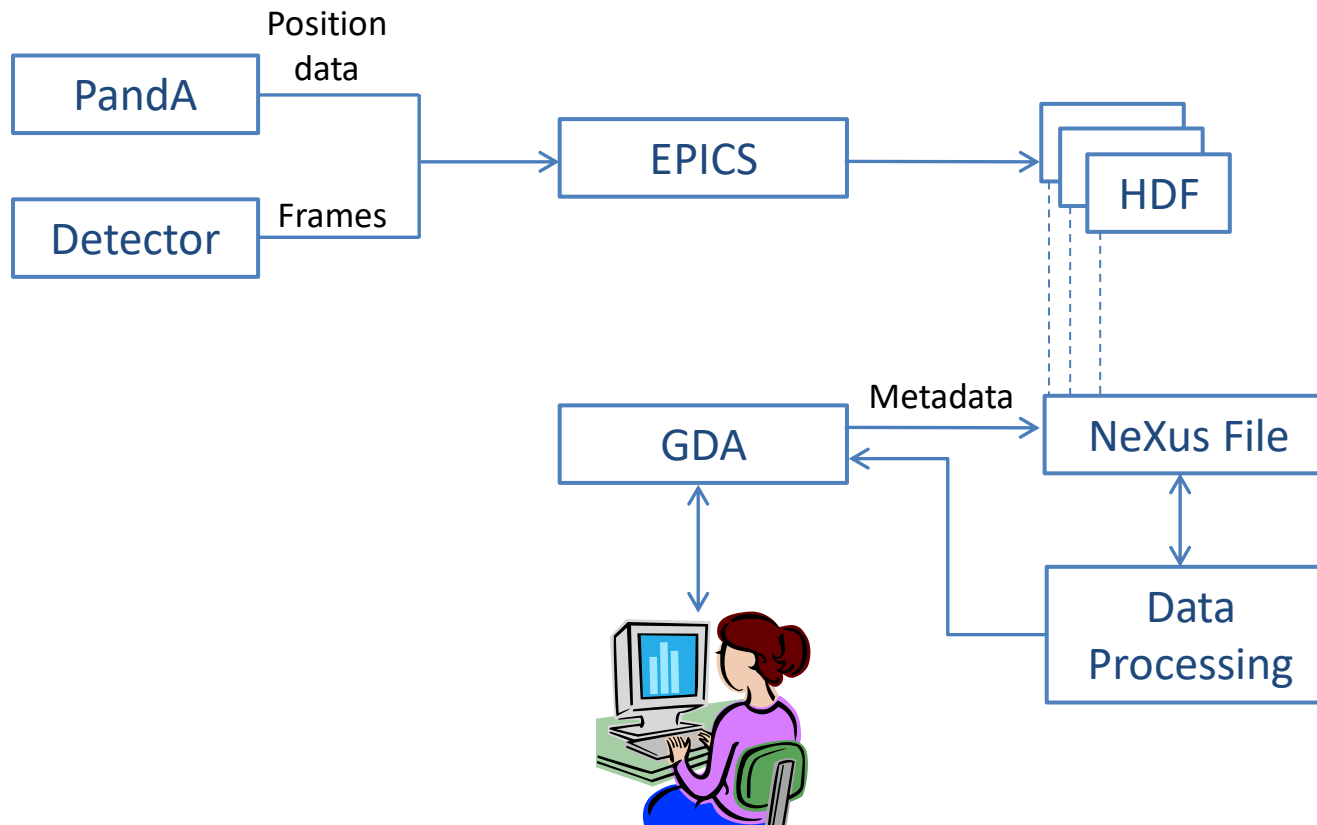 Position
data
PandA
EPICS
HDF
Detector
Frames
Metadata
GDA
NeXus File
Data
Processing